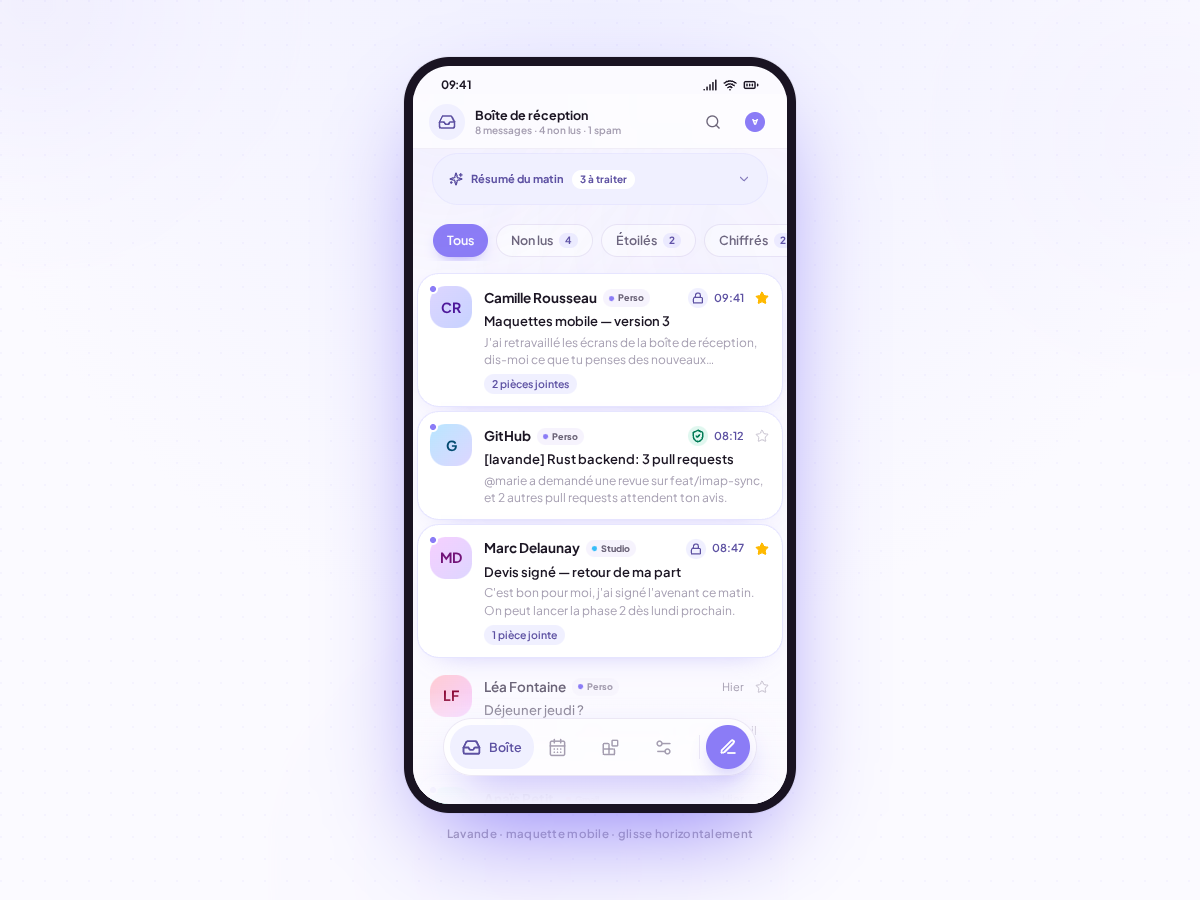 09:41
Boîte de réception
8 messages · 4 non lus · 1 spam
Résumé du matin 3 à traiter
Tous Non lus 4 Étoilés 2 Chiffrés 2
CR Camille Rousseau Perso 09:41
Maquettes mobile — version 3
J'ai retravaillé les écrans de la boîte de réception,
dis-moi ce que tu penses des nouveaux…
2 pièces jointes
G GitHub Perso 08:12
[lavande] Rust backend: 3 pull requests
@marie a demandé une revue sur feat/imap-sync,
et 2 autres pull requests attendent ton avis.
MD Marc Delaunay Studio 08:47
Devis signé — retour de ma part
C'est bon pour moi, j'ai signé l'avenant ce matin.
On peut lancer la phase 2 dès lundi prochain.
1 pièce jointe
LF Léa Fontaine Perso Hier
Déjeuner jeudi ?
Boîte
Lavande · maquette mobile · glisse horizontalement